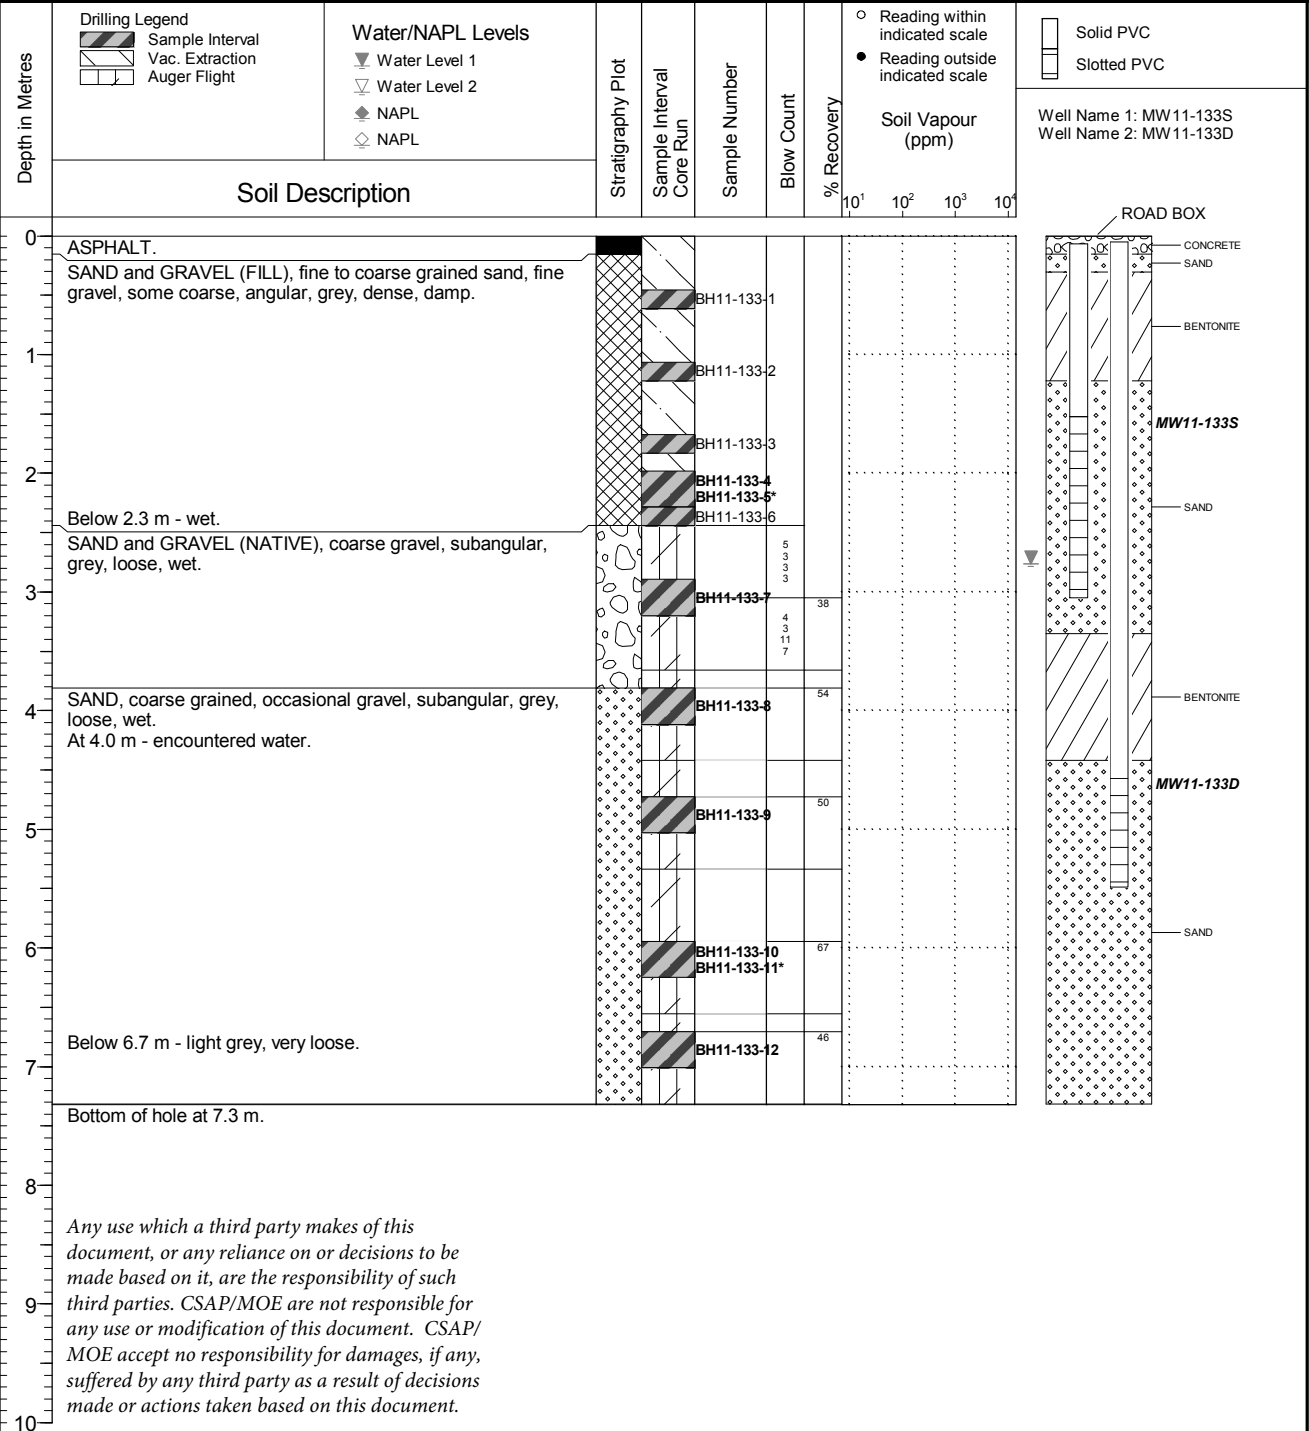 Drilling Legend
Sample Interval
Vac. Extraction
Auger Flight
Water/NAPL Levels
Water Level 1
Water Level 2
NAPL
NAPL
Depth in Metres
Soil Description
Stratigraphy Plot
Sample Interval
Core Run
Sample Number
Blow Count
% Recovery
Reading within
indicated scale
Reading outside
indicated scale
Soil Vapour
(ppm)
10¹ 10² 10³ 10⁴
Solid PVC
Slotted PVC
Well Name 1: MW11-133S
Well Name 2: MW11-133D
ROAD BOX
0
ASPHALT.
CONCRETE
SAND and GRAVEL (FILL), fine to coarse grained sand, fine
gravel, some coarse, angular, grey, dense, damp.
SAND
BH11-133-1
BENTONITE
1
BH11-133-2
MW11-133S
BH11-133-3
2
BH11-133-4
BH11-133-5*
SAND
Below 2.3 m - wet.
BH11-133-6
SAND and GRAVEL (NATIVE), coarse gravel, subangular,
grey, loose, wet.
5
3
3
3
3
BH11-133-7
38
4
3
11
7
SAND, coarse grained, occasional gravel, subangular, grey,
loose, wet.
BH11-133-8
54
BENTONITE
4
At 4.0 m - encountered water.
MW11-133D
BH11-133-9
50
5
SAND
6
BH11-133-10
BH11-133-11*
67
Below 6.7 m - light grey, very loose.
BH11-133-12
46
7
Bottom of hole at 7.3 m.
8
Any use which a third party makes of this
document, or any reliance on or decisions to be
made based on it, are the responsibility of such
third parties. CSAP/MOE are not responsible for
9
any use or modification of this document. CSAP/
MOE accept no responsibility for damages, if any,
suffered by any third party as a result of decisions
made or actions taken based on this document.
10